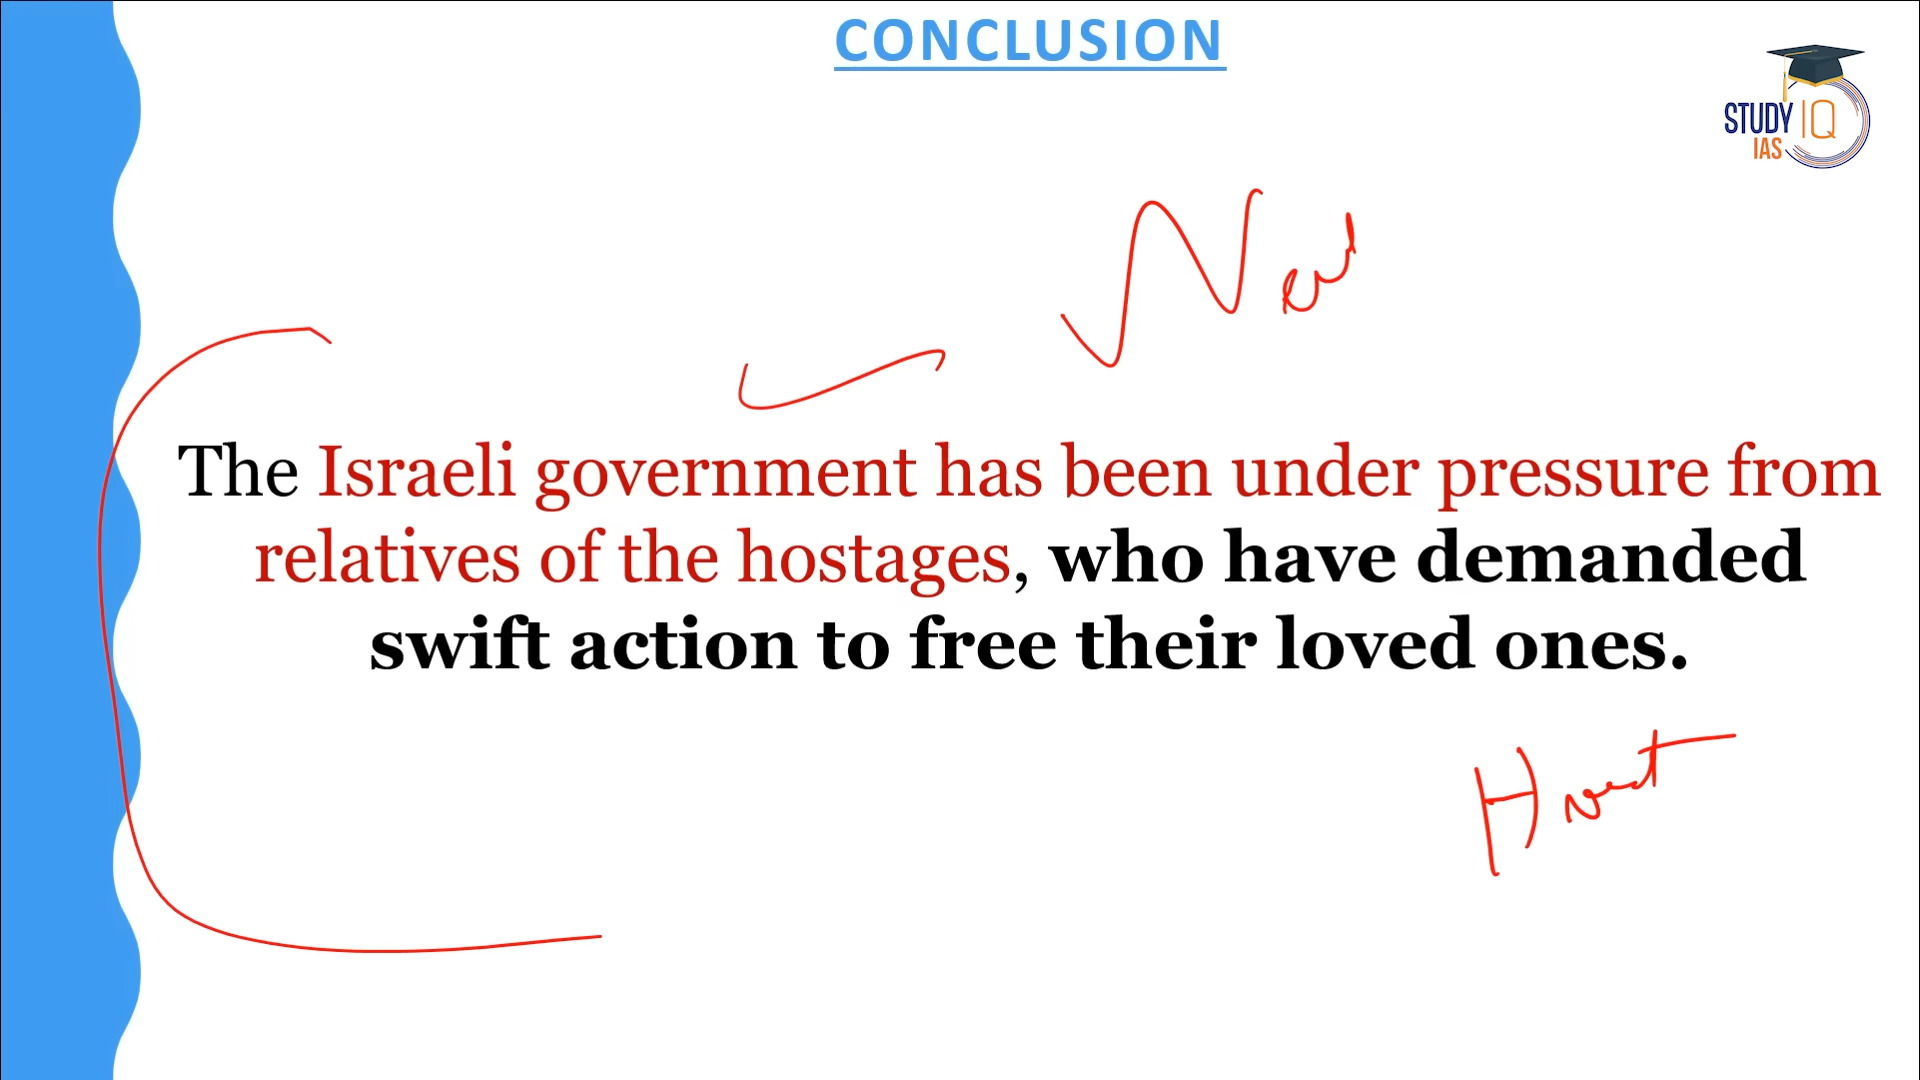 CONCLUSION
STUDY IQ
IAS
The Israeli government has been under pressure from
relatives of the hostages, who have demanded
swift action to free their loved ones.